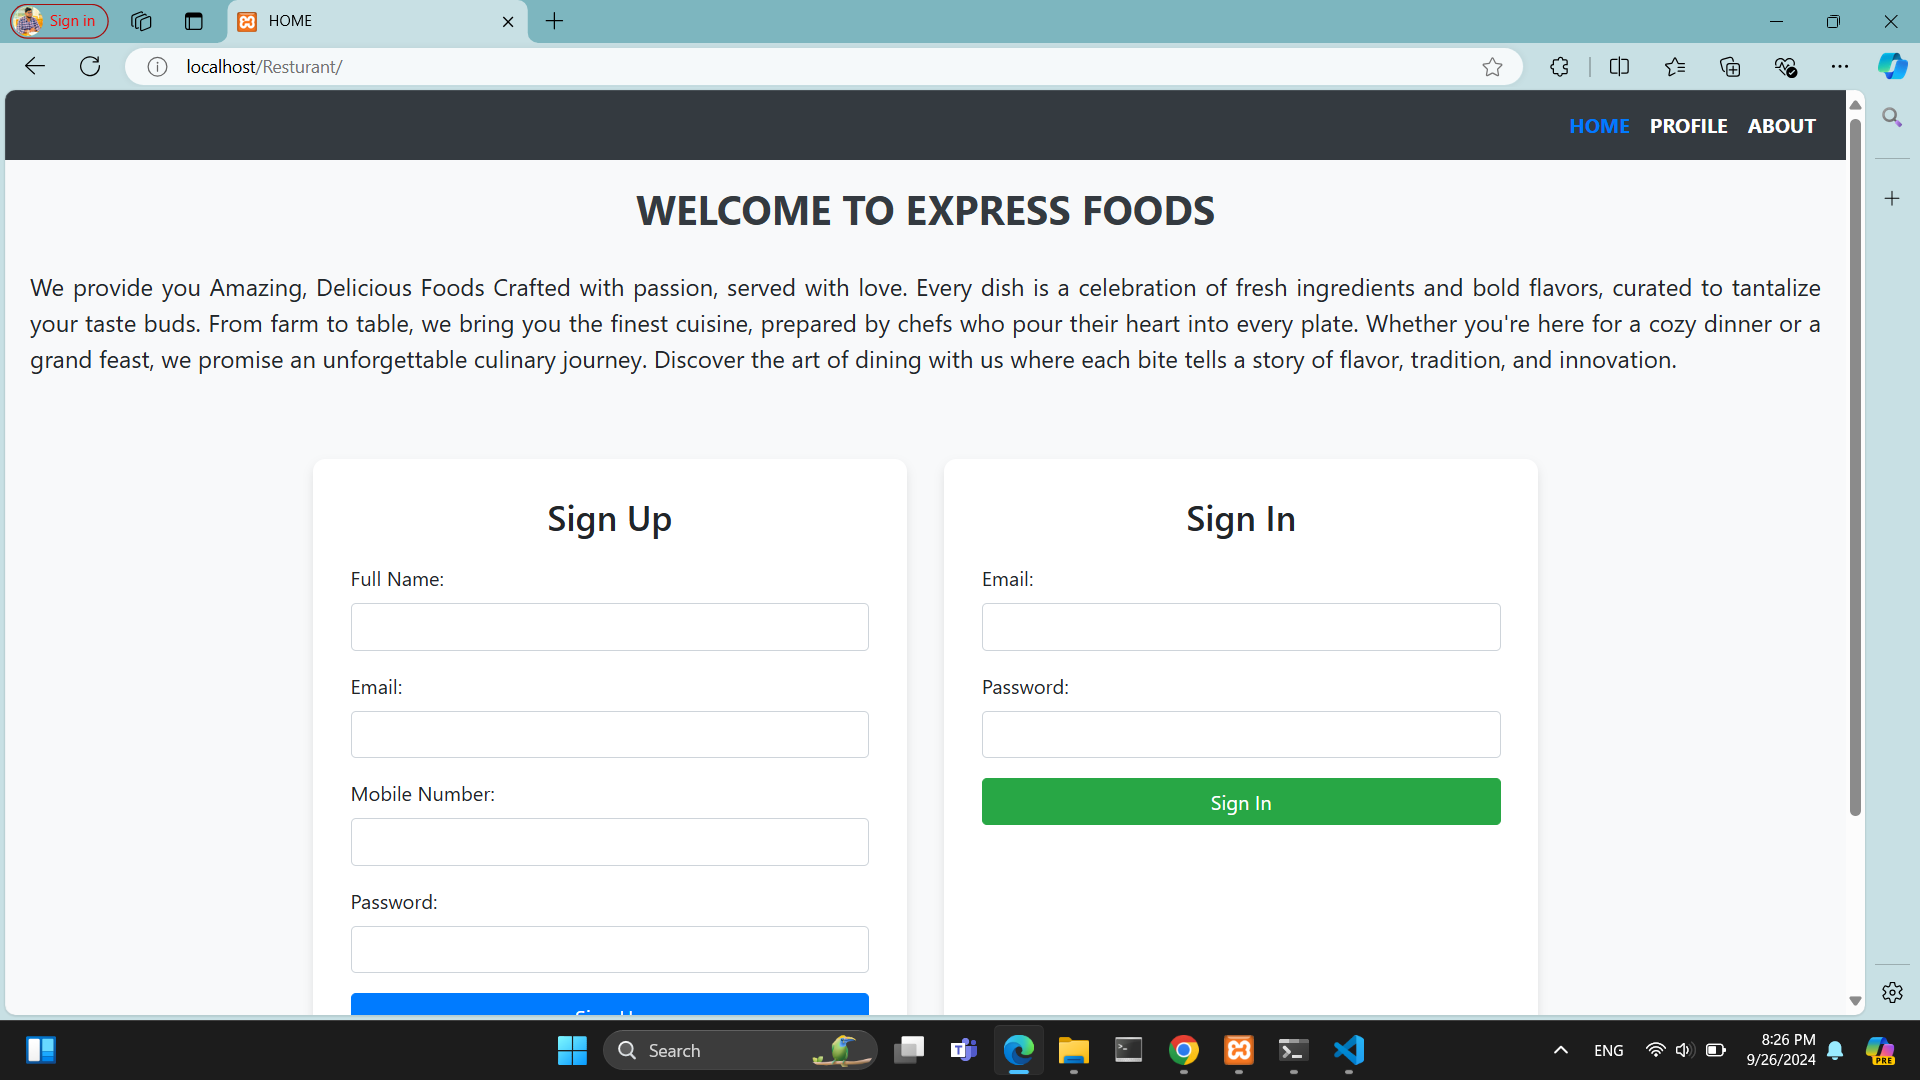 Sign in
HOME
localhost/Resturant/
HOME PROFILE ABOUT
WELCOME TO EXPRESS FOODS
We provide you Amazing, Delicious Foods Crafted with passion, served with love. Every dish is a celebration of fresh ingredients and bold flavors, curated to tantalize
your taste buds. From farm to table, we bring you the finest cuisine, prepared by chefs who pour their heart into every plate. Whether you're here for a cozy dinner or a
grand feast, we promise an unforgettable culinary journey. Discover the art of dining with us where each bite tells a story of flavor, tradition, and innovation.
Sign Up
Full Name:
Email:
Mobile Number:
Password:
Sign Up
Sign In
Email:
Password:
Sign In
Search
ENG
8:26 PM
9/26/2024
PRE